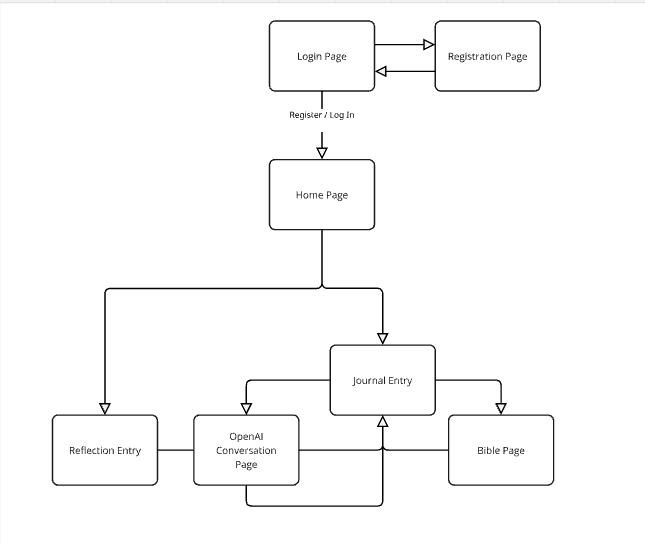 Login Page
Registration Page
Register / Log In
Home Page
Journal Entry
Reflection Entry
OpenAI
Conversation
Page
Bible Page